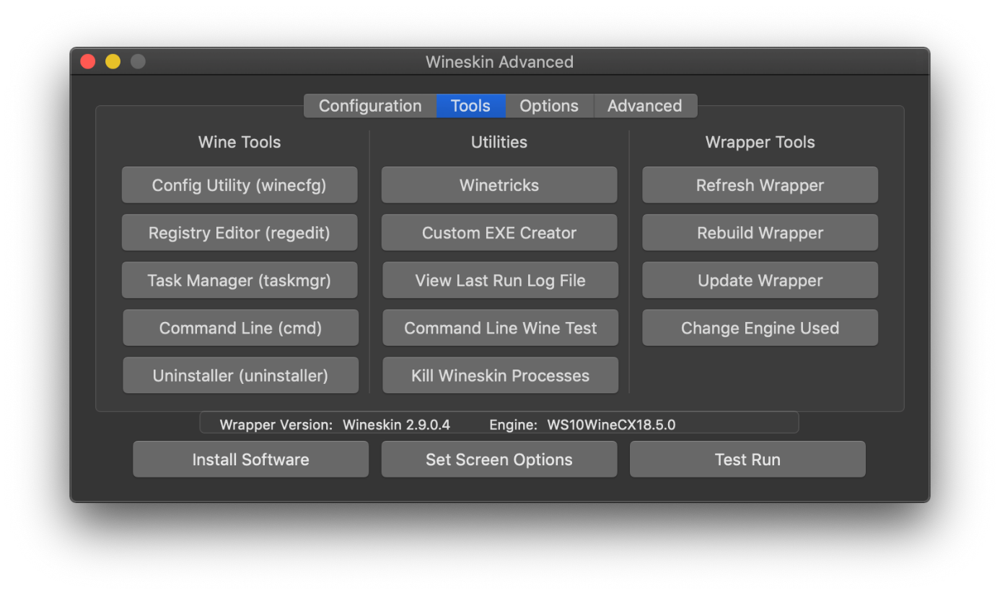 Wineskin Advanced
Configuration Tools Options Advanced
Wine Tools
Config Utility (winecfg)
Registry Editor (regedit)
Task Manager (taskmgr)
Command Line (cmd)
Uninstaller (uninstaller)
Utilities
Winetricks
Custom EXE Creator
View Last Run Log File
Command Line Wine Test
Kill Wineskin Processes
Wrapper Tools
Refresh Wrapper
Rebuild Wrapper
Update Wrapper
Change Engine Used
Wrapper Version: Wineskin 2.9.0.4 Engine: WS10WineCX18.5.0
Install Software Set Screen Options Test Run